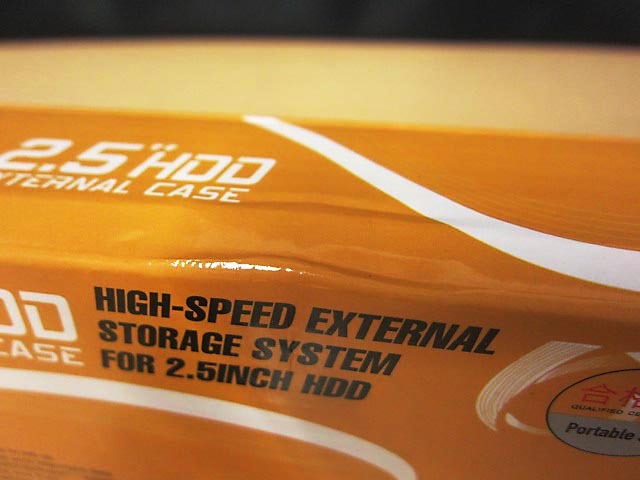 2.5"HDD
EXTERNAL CASE
DD
CASE
HIGH-SPEED EXTERNAL
STORAGE SYSTEM
FOR 2.5INCH HDD
合格
QUALIFIED
Portable